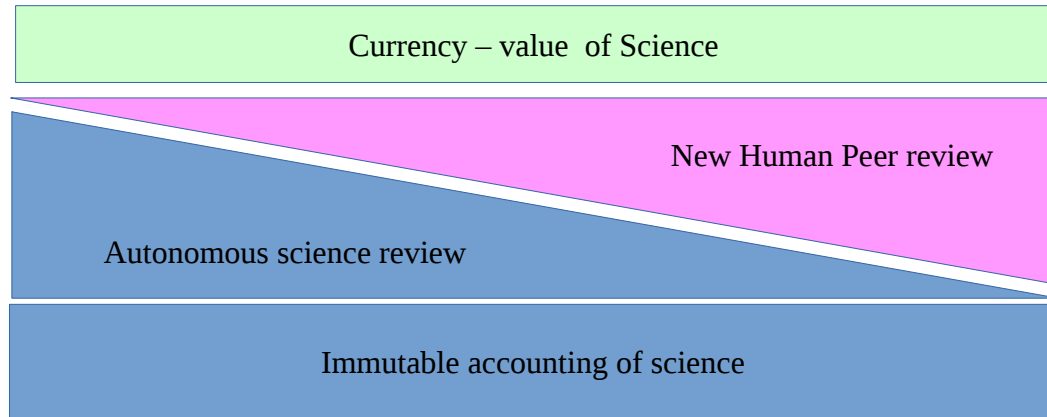 Currency – value  of Science
New Human Peer review
Autonomous science review
Immutable accounting of science